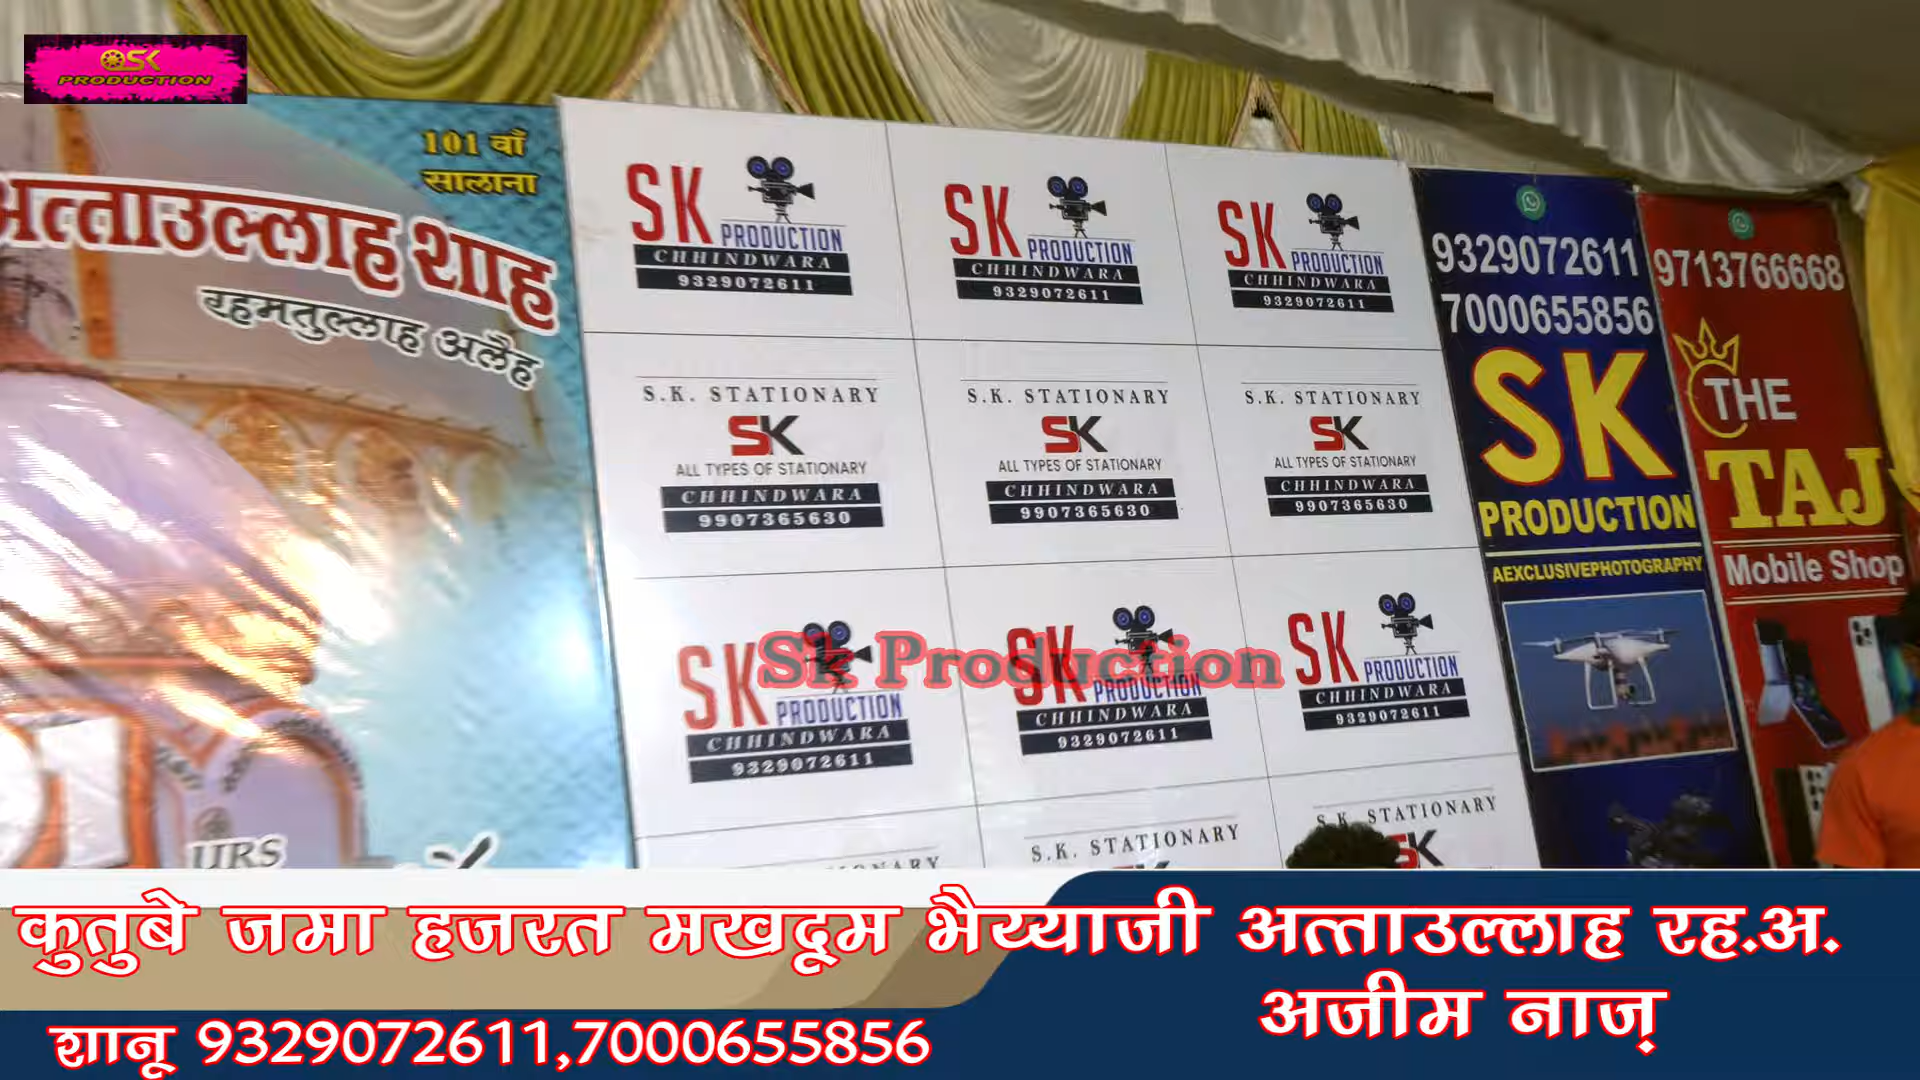 SK
PRODUCTION
101 वाँ
सालाना
अत्ताउल्लाह शाह
रहमतुल्लाह अलैह
URS
SK
PRODUCTION
CHHINDWARA
9329072611
SK
PRODUCTION
CHHINDWARA
9329072611
SK
PRODUCTION
CHHINDWARA
9329072611
S.K. STATIONARY
SK
ALL TYPES OF STATIONARY
CHHINDWARA
9907365630
S.K. STATIONARY
SK
ALL TYPES OF STATIONARY
CHHINDWARA
9907365630
S.K. STATIONARY
SK
ALL TYPES OF STATIONARY
CHHINDWARA
9907365630
SK
PRODUCTION
CHHINDWARA
9329072611
SK
PRODUCTION
CHHINDWARA
9329072611
SK
PRODUCTION
CHHINDWARA
9329072611
Sk Production
S.K. STATIONARY
S.K. STATIONARY
SK
9329072611
7000655856
SK
PRODUCTION
AEXCLUSIVEPHOTOGRAPHY
9713766668
THE
TAJ
Mobile Shop
कुतुबे जमा हजरत मखदूम भैय्याजी अत्ताउल्लाह रह.अ.
अजीम नाज़
शानू 9329072611,7000655856